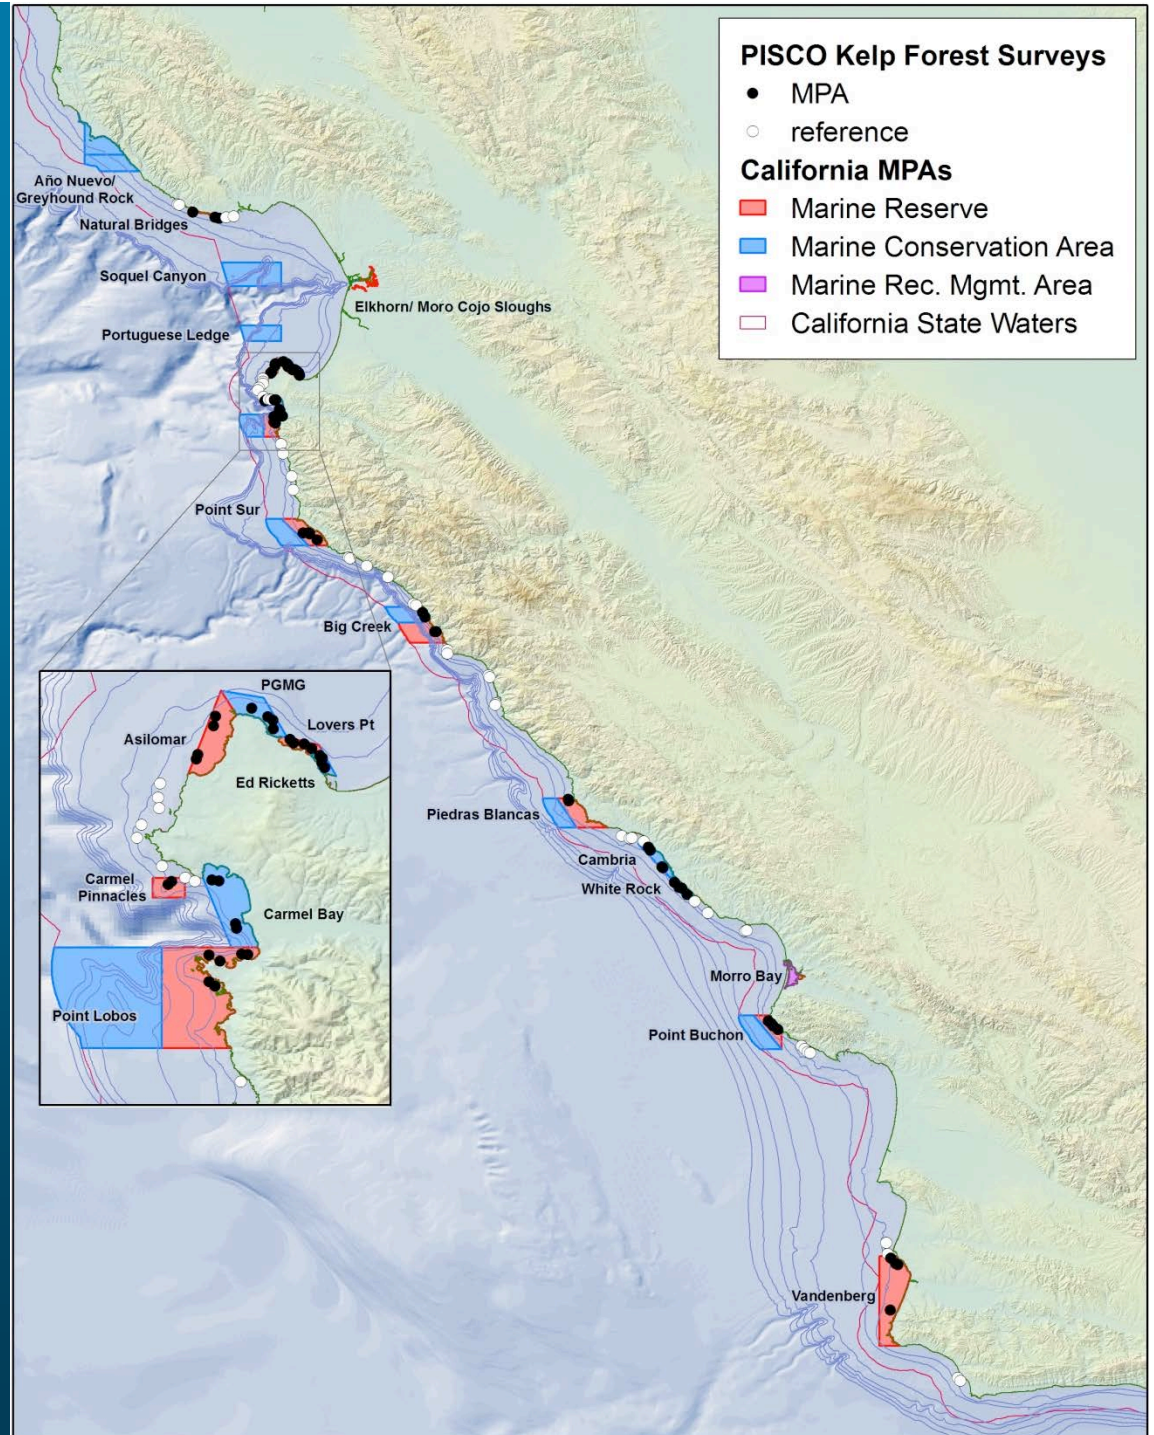 PISCO Kelp Forest Surveys
MPA
reference
California MPAs
Marine Reserve
Marine Conservation Area
Marine Rec. Mgmt. Area
California State Waters
Año Nuevo/
Greyhound Rock
Natural Bridges
Soquel Canyon
Elkhorn/ Moro Cojo Sloughs
Portuguese Ledge
Point Sur
Big Creek
PGMG
Lovers Pt
Asilomar
Ed Ricketts
Carmel
Pinnacles
Carmel Bay
Point Lobos
Piedras Blancas
Cambria
White Rock
Morro Bay
Point Buchon
Vandenberg